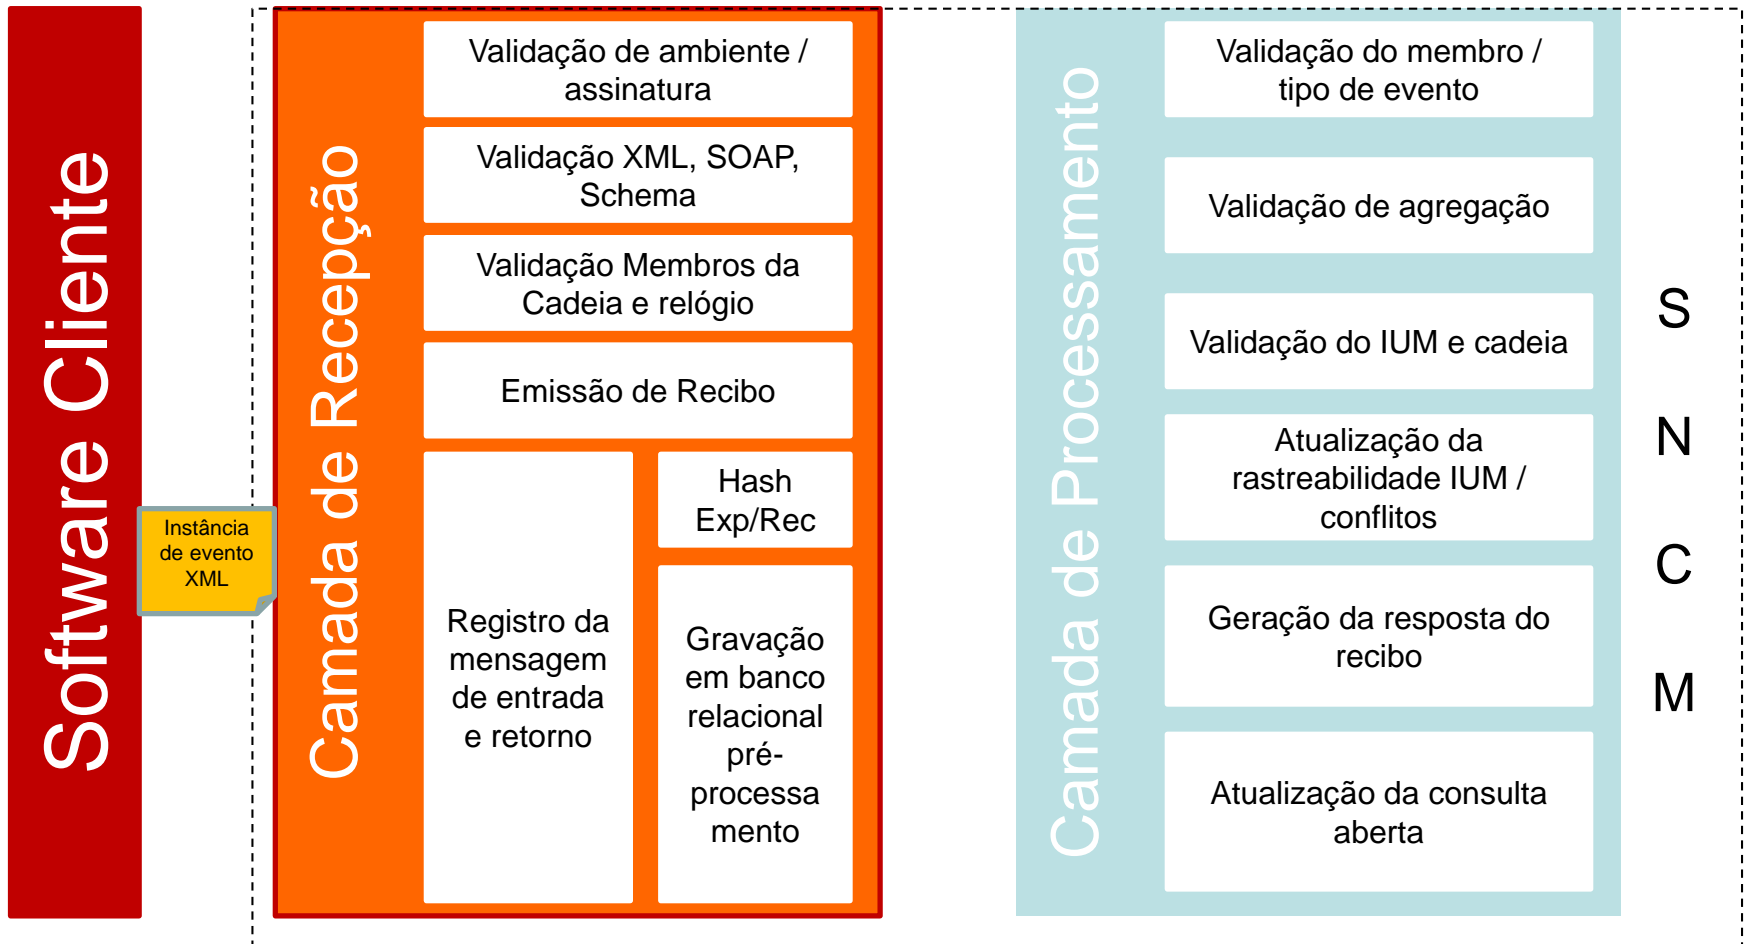 Software Cliente
Instância
de evento
XML
Camada de Recepção
Validação de ambiente /
assinatura
Validação XML, SOAP,
Schema
Validação Membros da
Cadeia e relógio
Emissão de Recibo
Registro da
mensagem
de entrada
e retorno
Hash
Exp/Rec
Gravação
em banco
relacional
pré-
processa
mento
Camada de Processamento
Validação do membro /
tipo de evento
Validação de agregação
Validação do IUM e cadeia
Atualização da
rastreabilidade IUM /
conflitos
Geração da resposta do
recibo
Atualização da consulta
aberta
S
N
C
M